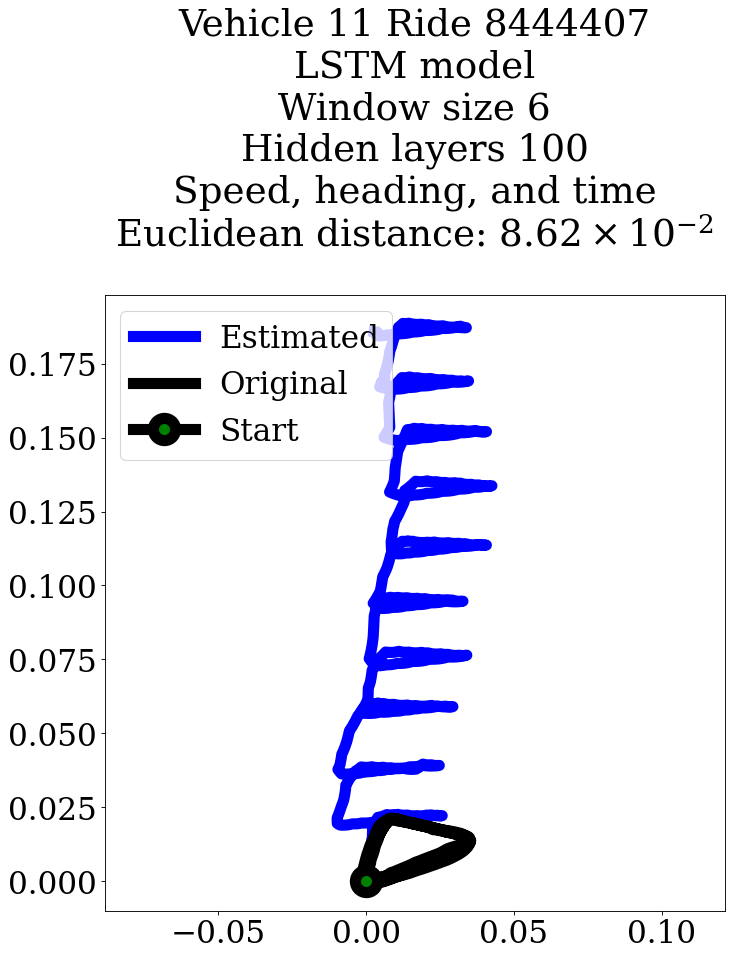 Vehicle 11 Ride 8444407
LSTM model
Window size 6
Hidden layers 100
Speed, heading, and time
Euclidean distance: 8.62 × 10⁻²
Estimated
Original
Start
0.175
0.150
0.125
0.100
0.075
0.050
0.025
0.000
−0.05 0.00 0.05 0.10